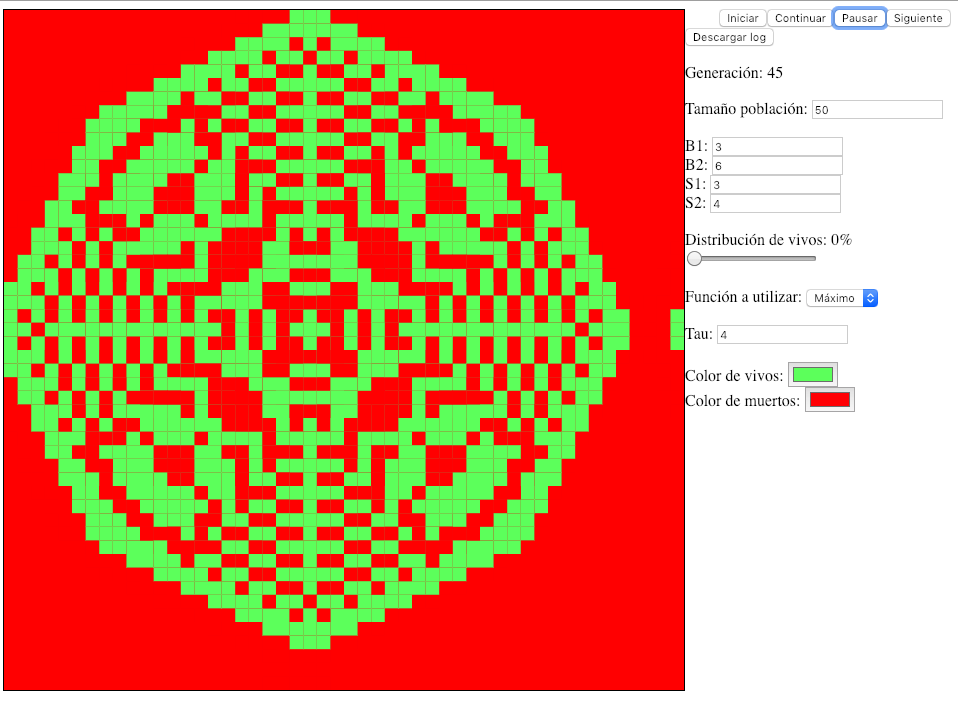 Iniciar Continuar Pausar Siguiente
Descargar log
Generación: 45
Tamaño población: 50
B1: 3
B2: 6
S1: 3
S2: 4
Distribución de vivos: 0%
Función a utilizar: Máximo
Tau: 4
Color de vivos:
Color de muertos: